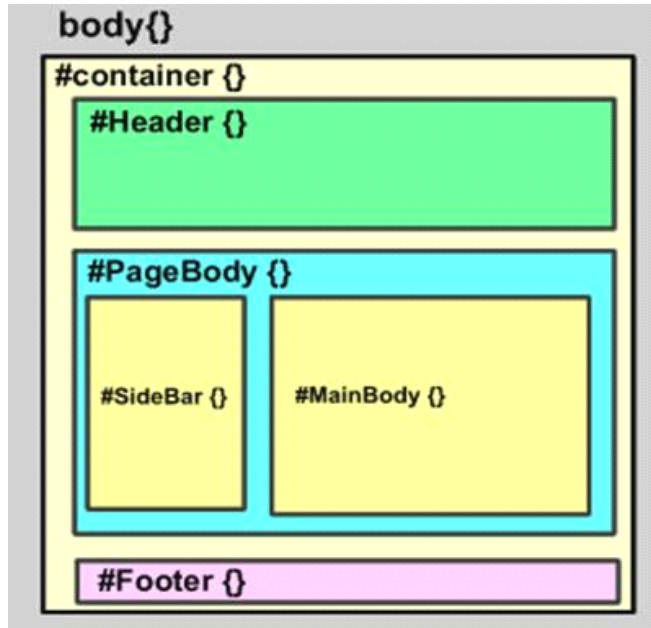 body{}
#container {}
#Header {}
#PageBody {}
#SideBar {}
#MainBody {}
#Footer {}